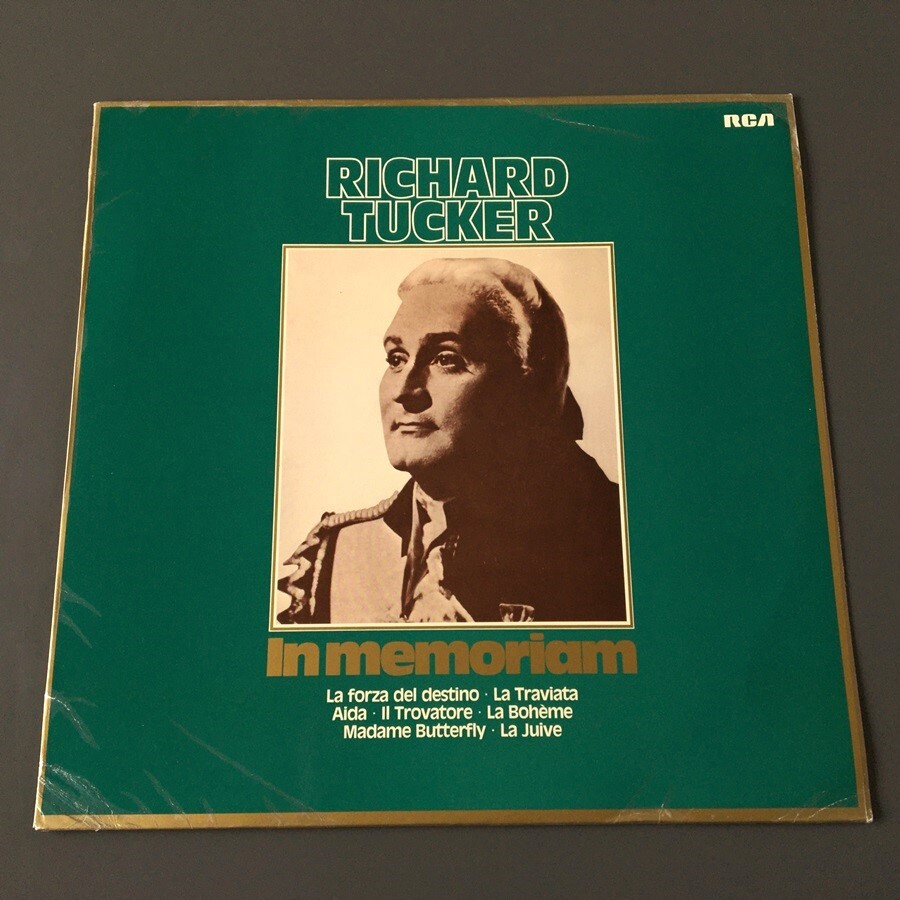 RCA
RICHARD
TUCKER
In memoriam
La forza del destino · La Traviata
Aida · Il Trovatore · La Bohème
Madame Butterfly · La Juive